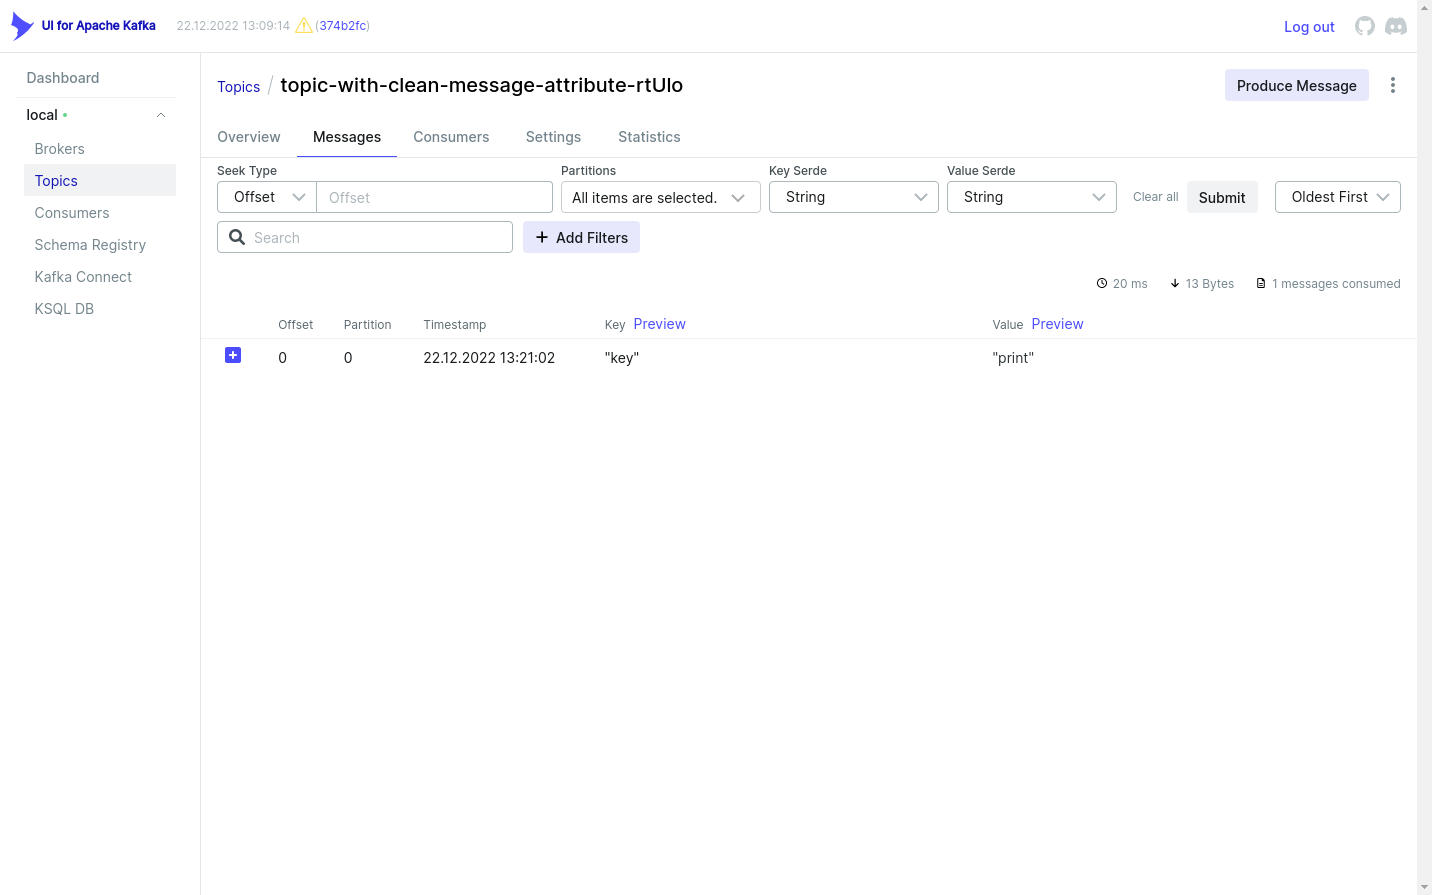 UI for Apache Kafka 22.12.2022 13:09:14 (374b2fc) Log out
Dashboard
local
Brokers
Topics
Consumers
Schema Registry
Kafka Connect
KSQL DB
Topics / topic-with-clean-message-attribute-rtUIo Produce Message
Overview Messages Consumers Settings Statistics
Seek Type Partitions Key Serde Value Serde
Offset Offset All items are selected. String String Clear all Submit Oldest First
Search Add Filters
20 ms 13 Bytes 1 messages consumed
Offset Partition Timestamp Key Preview Value Preview
0 0 22.12.2022 13:21:02 "key" "print"